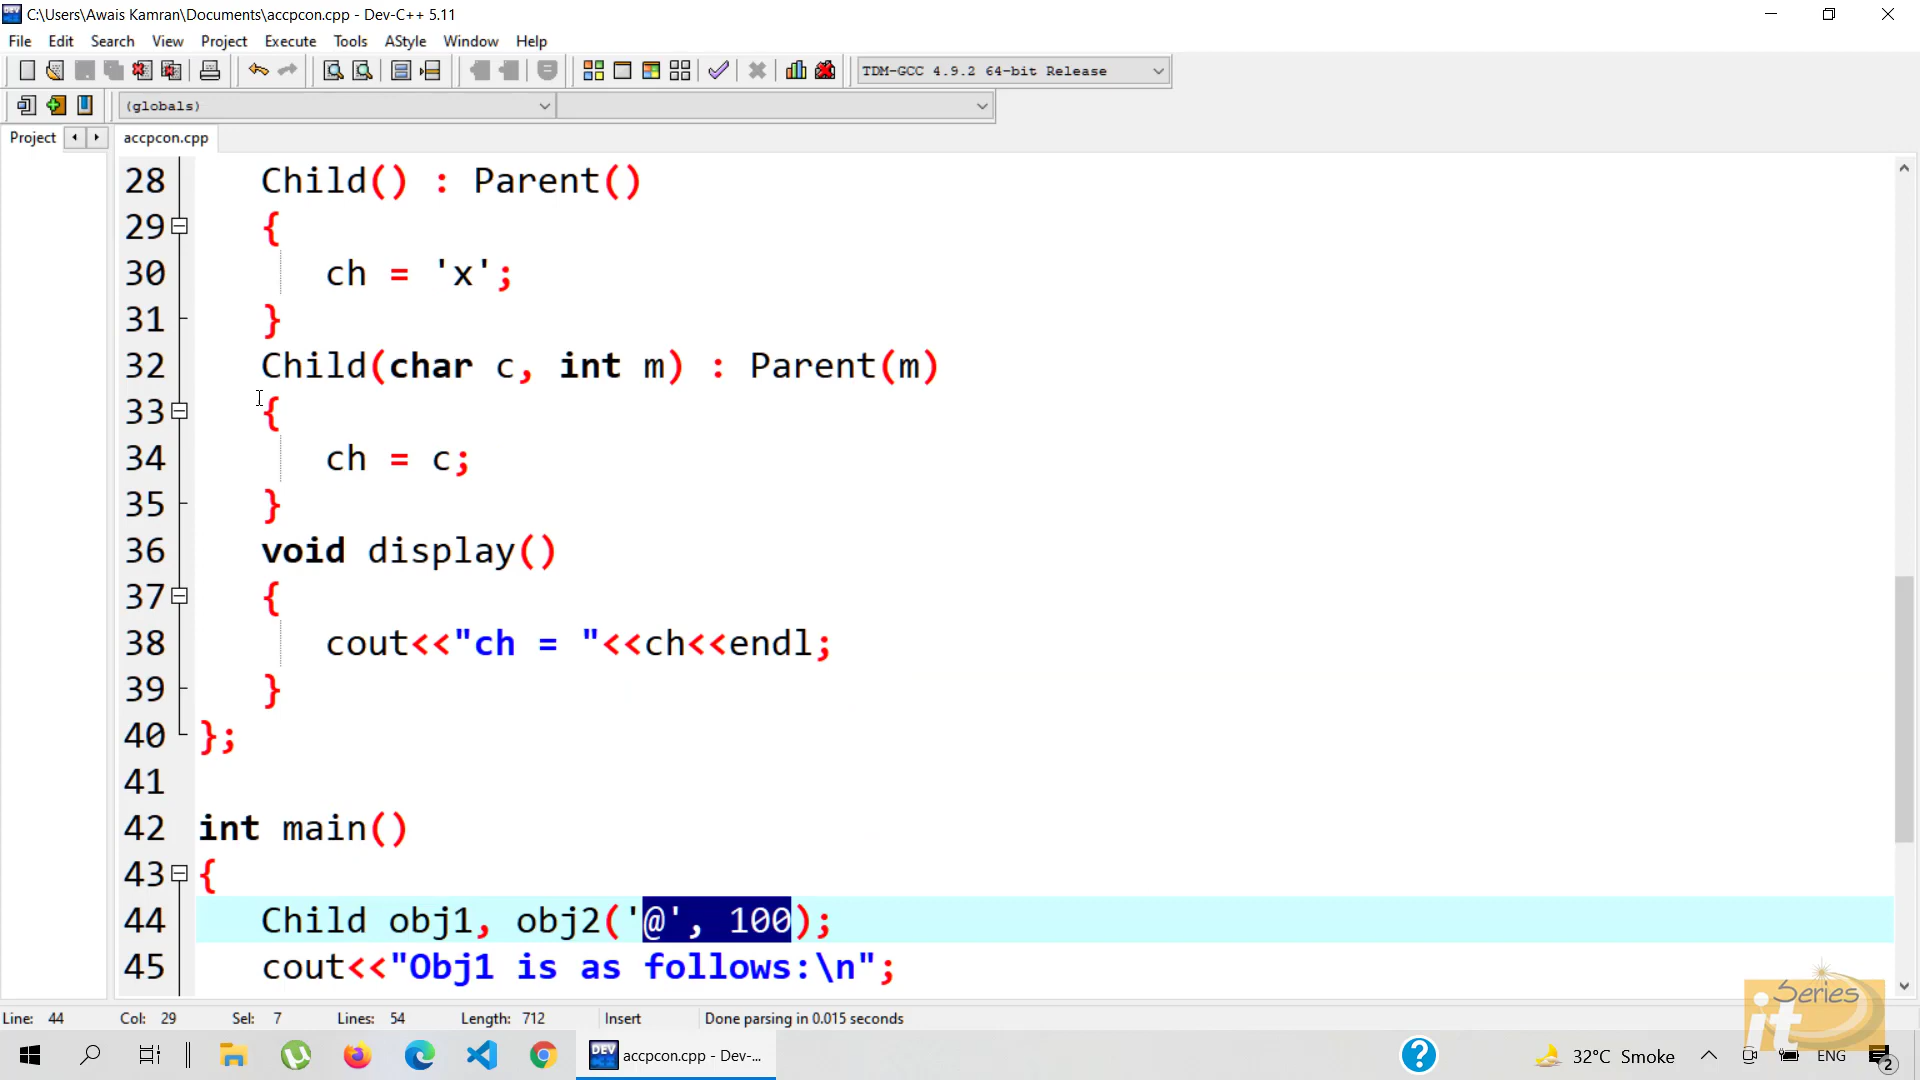 C:\Users\Awais Kamran\Documents\accpcon.cpp - Dev-C++ 5.11
File Edit Search View Project Execute Tools AStyle Window Help
TDM-GCC 4.9.2 64-bit Release
(globals)
Project accpcon.cpp
28 Child() : Parent()
29 {
30 ch = 'x';
31 }
32 Child(char c, int m) : Parent(m)
33 {
34 ch = c;
35 }
36 void display()
37 {
38 cout<<"ch = "<<ch<<endl;
39 }
40 };
41
42 int main()
43 {
44 Child obj1, obj2('@', 100);
45 cout<<"Obj1 is as follows:\n";
Series
it
Line: 44 Col: 29 Sel: 7 Lines: 54 Length: 712 Insert Done parsing in 0.015 seconds
DEV accpcon.cpp - Dev-... ? 32°C Smoke ENG 2